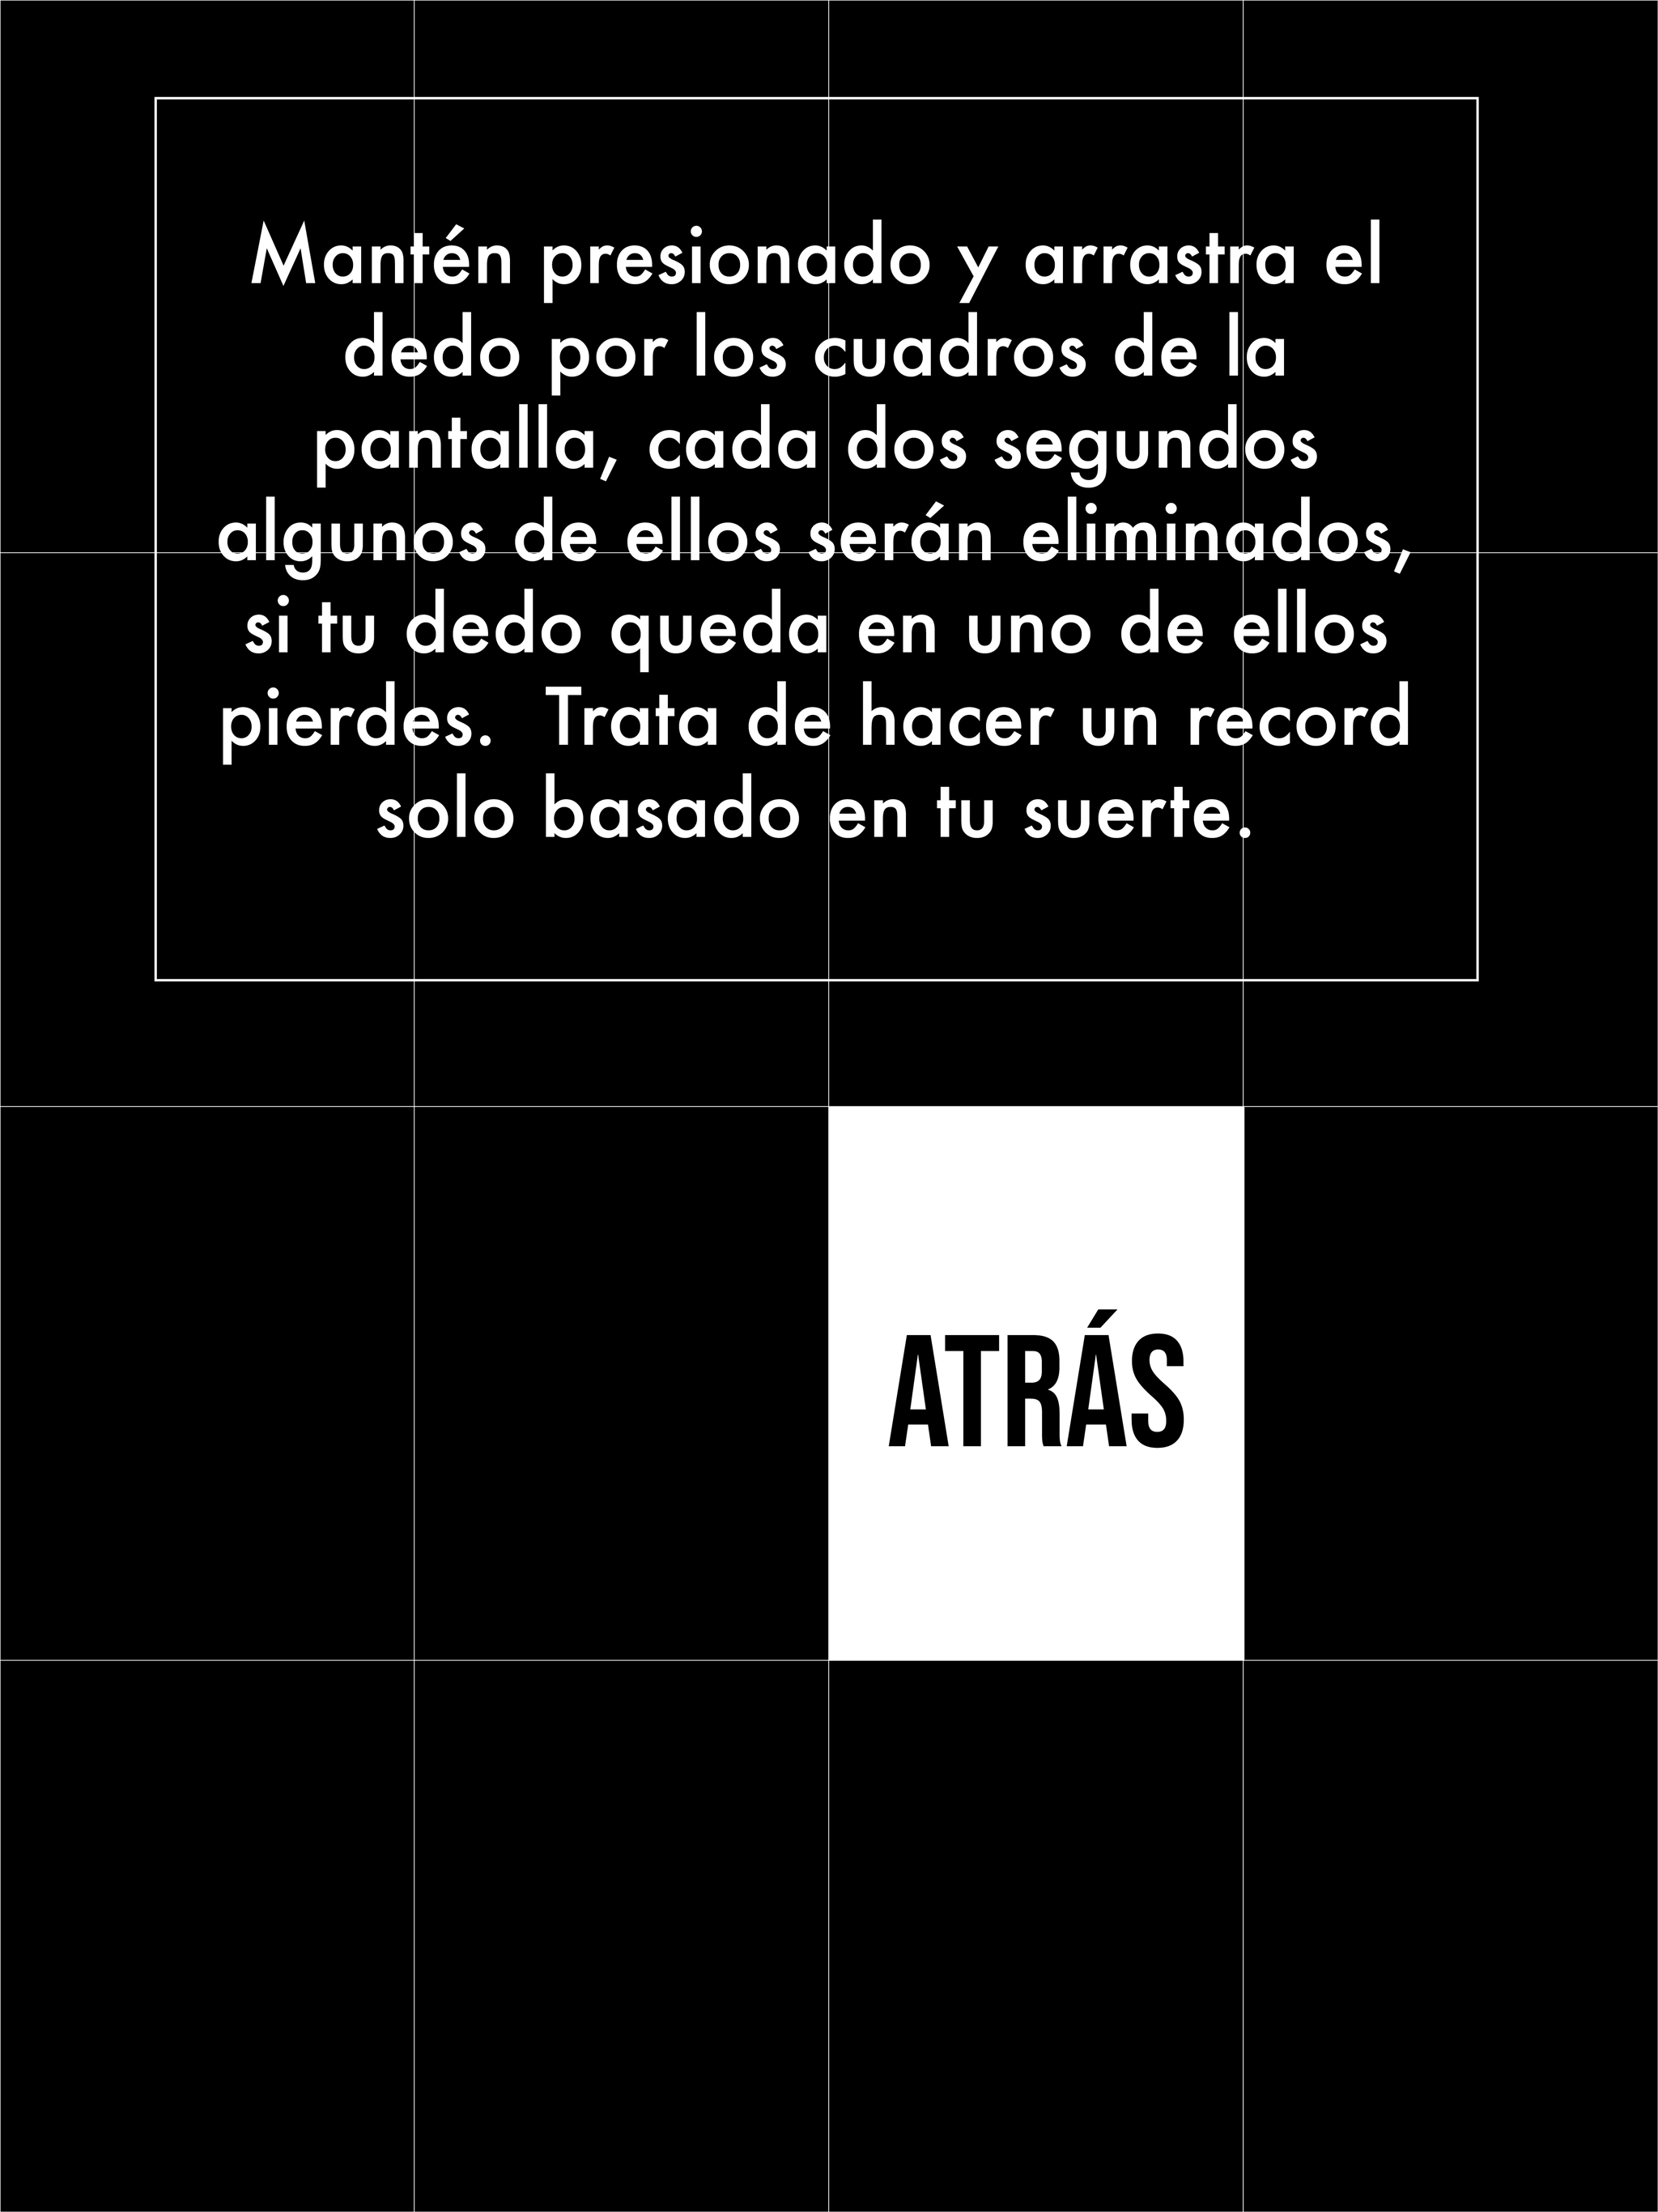 Mantén presionado y arrastra el
dedo por los cuadros de la
pantalla, cada dos segundos
algunos de ellos serán eliminados,
si tu dedo queda en uno de ellos
pierdes. Trata de hacer un record
solo basado en tu suerte.
ATRÁS